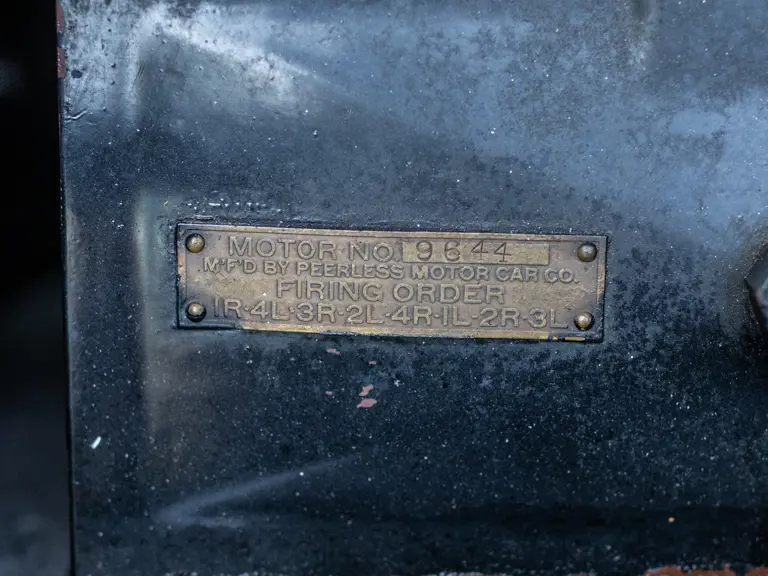 MOTOR NO. 9644
M'F'D BY PEERLESS MOTOR CAR CO.
FIRING ORDER
1R-4L-3R-2L-4R-1L-2R-3L